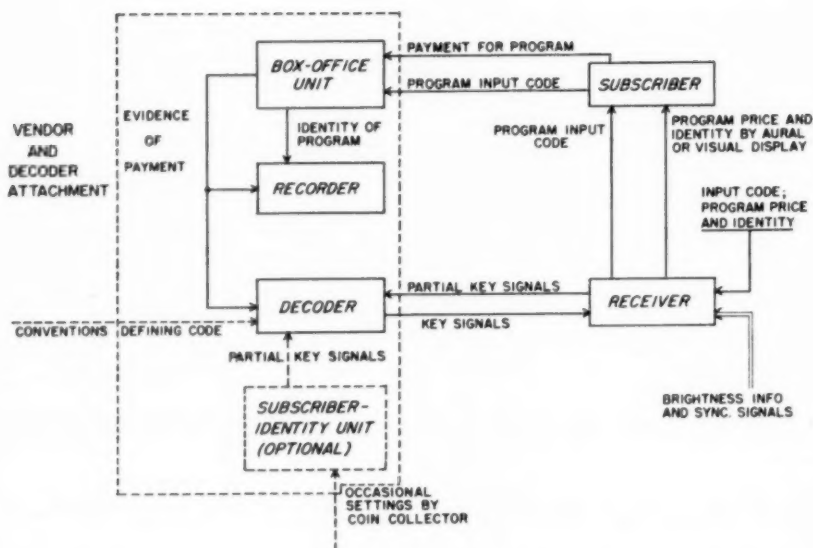 BOX-OFFICE
UNIT
PAYMENT FOR PROGRAM
PROGRAM INPUT CODE
SUBSCRIBER
VENDOR
AND
DECODER
ATTACHMENT
EVIDENCE
OF
PAYMENT
IDENTITY OF
PROGRAM
PROGRAM INPUT
CODE
PROGRAM PRICE AND
IDENTITY BY AURAL
OR VISUAL DISPLAY
RECORDER
INPUT CODE;
PROGRAM PRICE
AND IDENTITY
DECODER
PARTIAL KEY SIGNALS
KEY SIGNALS
RECEIVER
CONVENTIONS DEFINING CODE
PARTIAL KEY SIGNALS
SUBSCRIBER-
IDENTITY UNIT
(OPTIONAL)
BRIGHTNESS INFO
AND SYNC. SIGNALS
OCCASIONAL
SETTINGS BY
COIN COLLECTOR